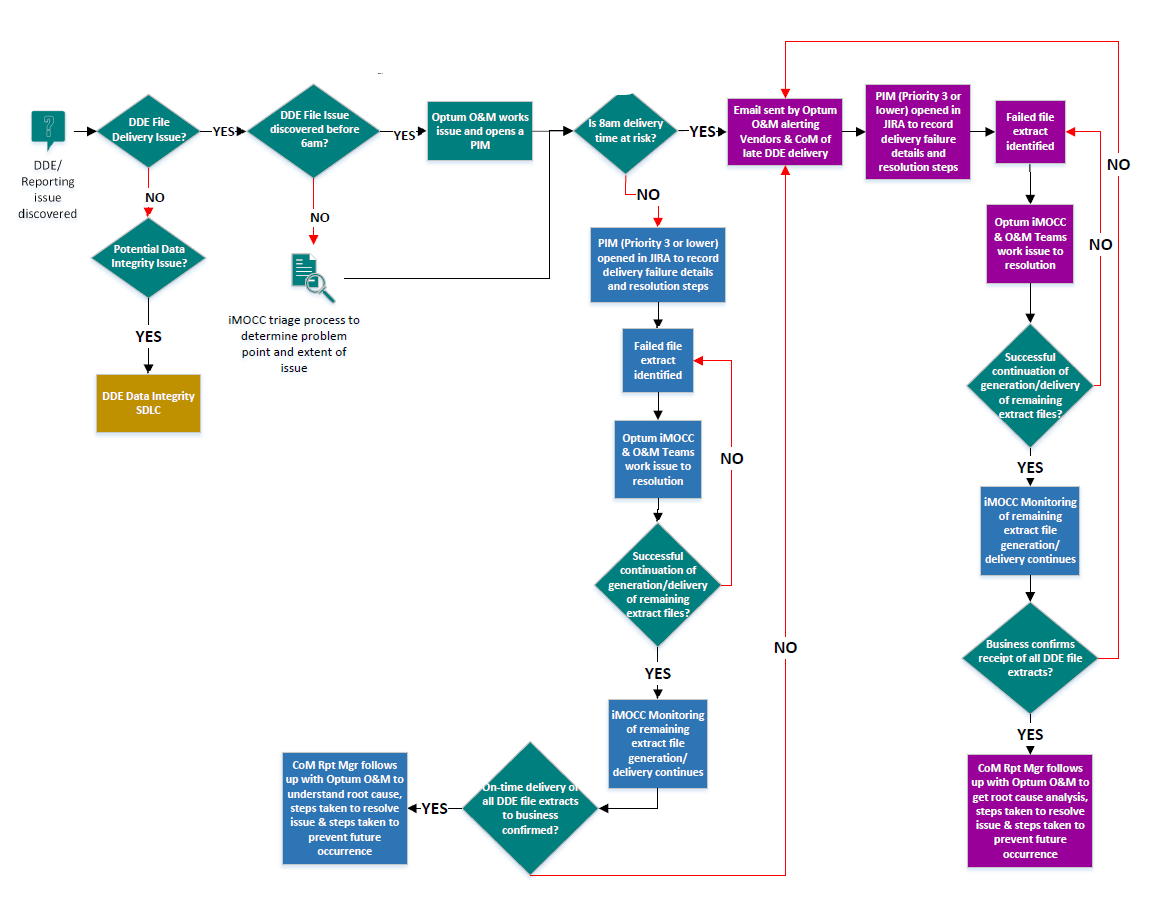 DDE/
Reporting
issue
discovered
DDE File
Delivery Issue?
YES
NO
Potential Data
Integrity Issue?
YES
DDE Data Integrity
SDLC
DDE File Issue
discovered before
6am?
YES
NO
iMOCC triage process to
determine problem
point and extent of
issue
Optum O&M works
issue and opens a
PIM
Is 8am delivery
time at risk?
YES
NO
PIM (Priority 3 or lower)
opened in JIRA to record
delivery failure details
and resolution steps
Failed file
extract
identified
Optum iMOCC
& O&M Teams
work issue to
resolution
NO
Successful
continuation of
generation/delivery
of remaining
extract files?
YES
iMOCC Monitoring
of remaining
extract file
generation/
delivery continues
On-time delivery of
all DDE file extracts
to business
confirmed?
YES
CoM Rpt Mgr follows
up with Optum O&M to
understand root cause,
steps taken to resolve
issue & steps taken to
prevent future
occurrence
NO
Email sent by Optum
O&M alerting
Vendors & CoM of
late DDE delivery
PIM (Priority 3 or
lower) opened in
JIRA to record
delivery failure
details and
resolution steps
Failed file
extract
identified
NO
Optum iMOCC
& O&M Teams
work issue to
resolution
NO
Successful
continuation of
generation/delivery
of remaining
extract files?
YES
iMOCC Monitoring
of remaining
extract file
generation/
delivery continues
Business confirms
receipt of all DDE file
extracts?
YES
CoM Rpt Mgr follows
up with Optum O&M to
get root cause analysis,
steps taken to resolve
issue & steps taken to
prevent future
occurrence